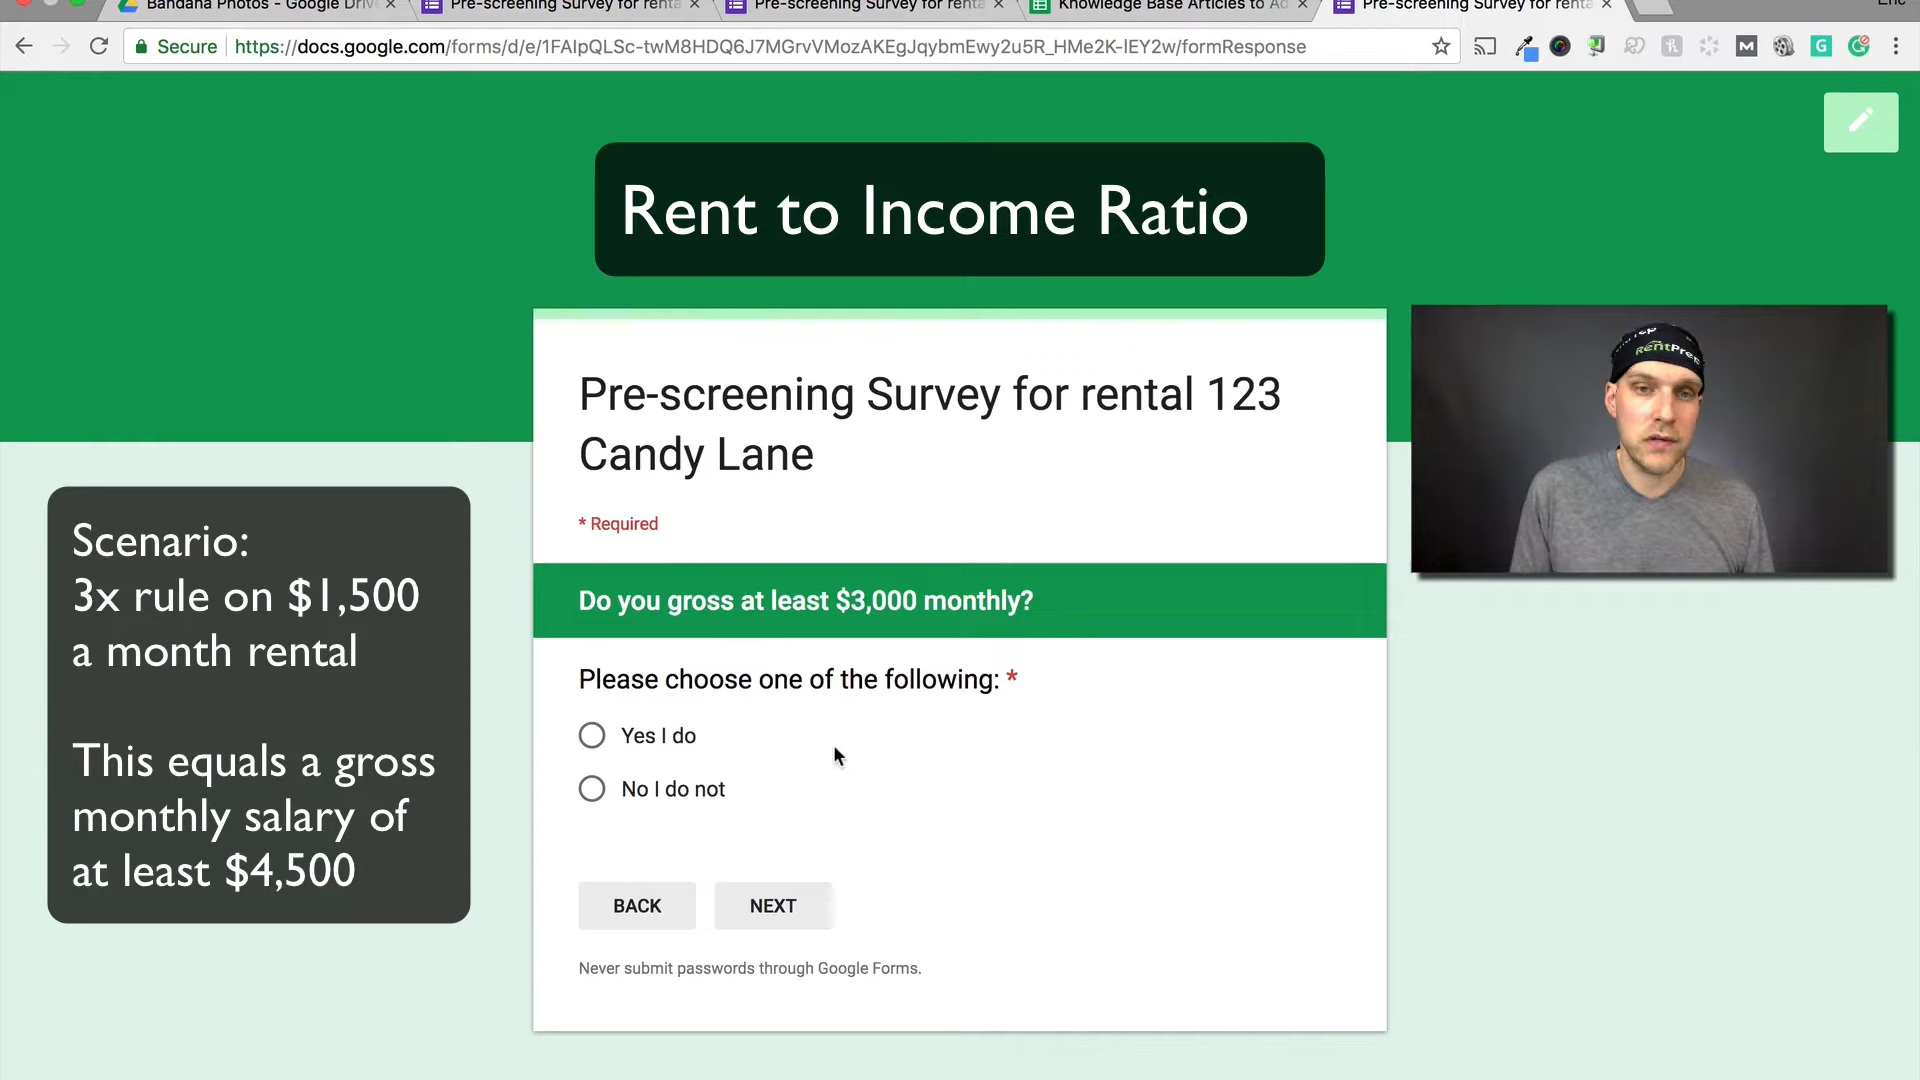 Bandana Photos - Google Driv
Pre-screening Survey for renta
Pre-screening Survey for renta
Knowledge Base Articles to Ad
Pre-screening Survey for renta
Eric
Secure
https://docs.google.com/forms/d/e/1FAIpQLSc-twM8HDQ6J7MGrvVMozAKEgJqybmEwy2u5R_HMe2K-lEY2w/formResponse
Rent to Income Ratio
Pre-screening Survey for rental 123
Candy Lane
* Required
Do you gross at least $3,000 monthly?
Please choose one of the following: *
Yes I do
No I do not
BACK
NEXT
Never submit passwords through Google Forms.
Scenario:
3x rule on $1,500
a month rental
This equals a gross
monthly salary of
at least $4,500
RentPrep